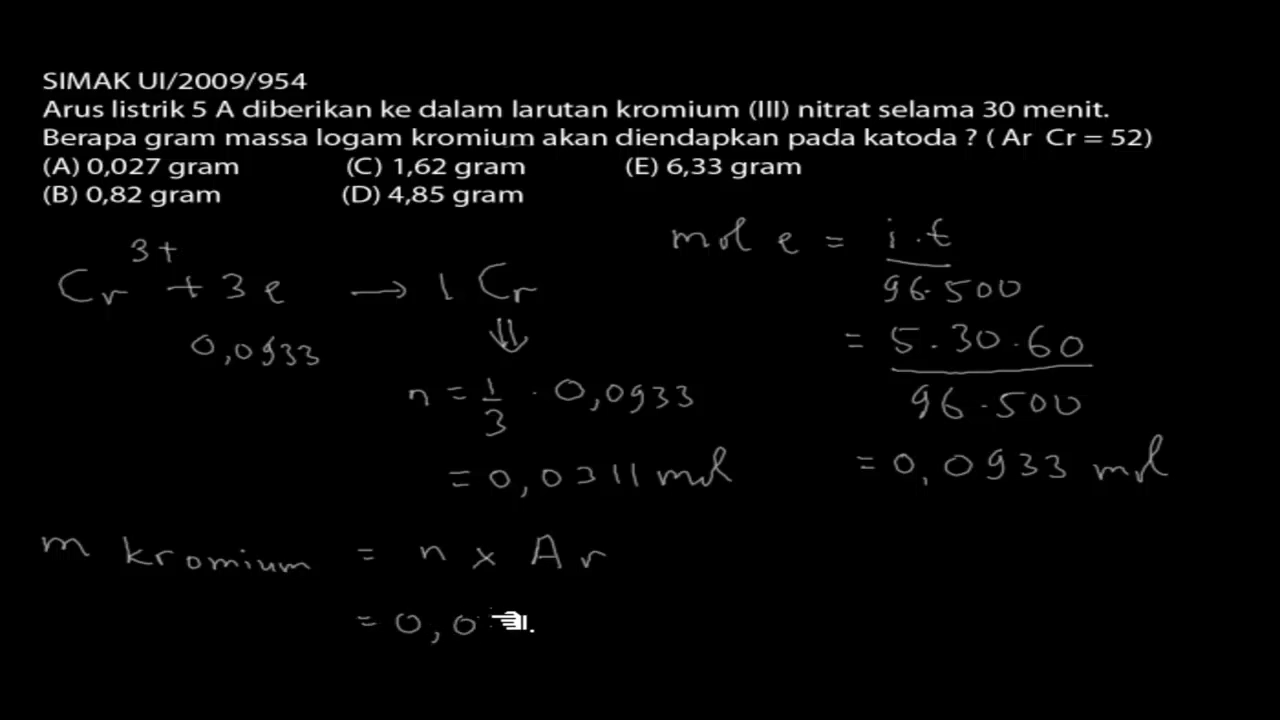 SIMAK UI/2009/954
Arus listrik 5 A diberikan ke dalam larutan kromium (III) nitrat selama 30 menit.
Berapa gram massa logam kromium akan diendapkan pada katoda ? ( Ar Cr = 52)
(A) 0,027 gram (C) 1,62 gram (E) 6,33 gram
(B) 0,82 gram (D) 4,85 gram
mol e = i.t
96.500
= 5.30.60
96.500
= 0,0933 mol
3+
Cr + 3e → 1 Cr
0,0933 ⇓
n = 1/3 . 0,0933
= 0,0311 mol
m kromium = n x Ar
= 0,0